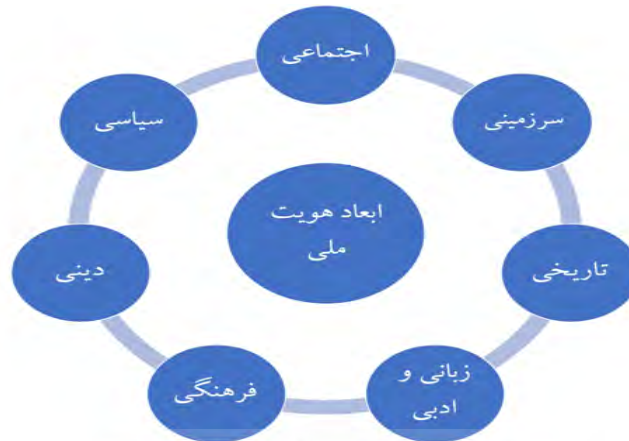 اجتماعی
سرزمینی
تاریخی
زبانی و
ادبی
فرهنگی
دینی
سیاسی
ابعاد هویت
ملی